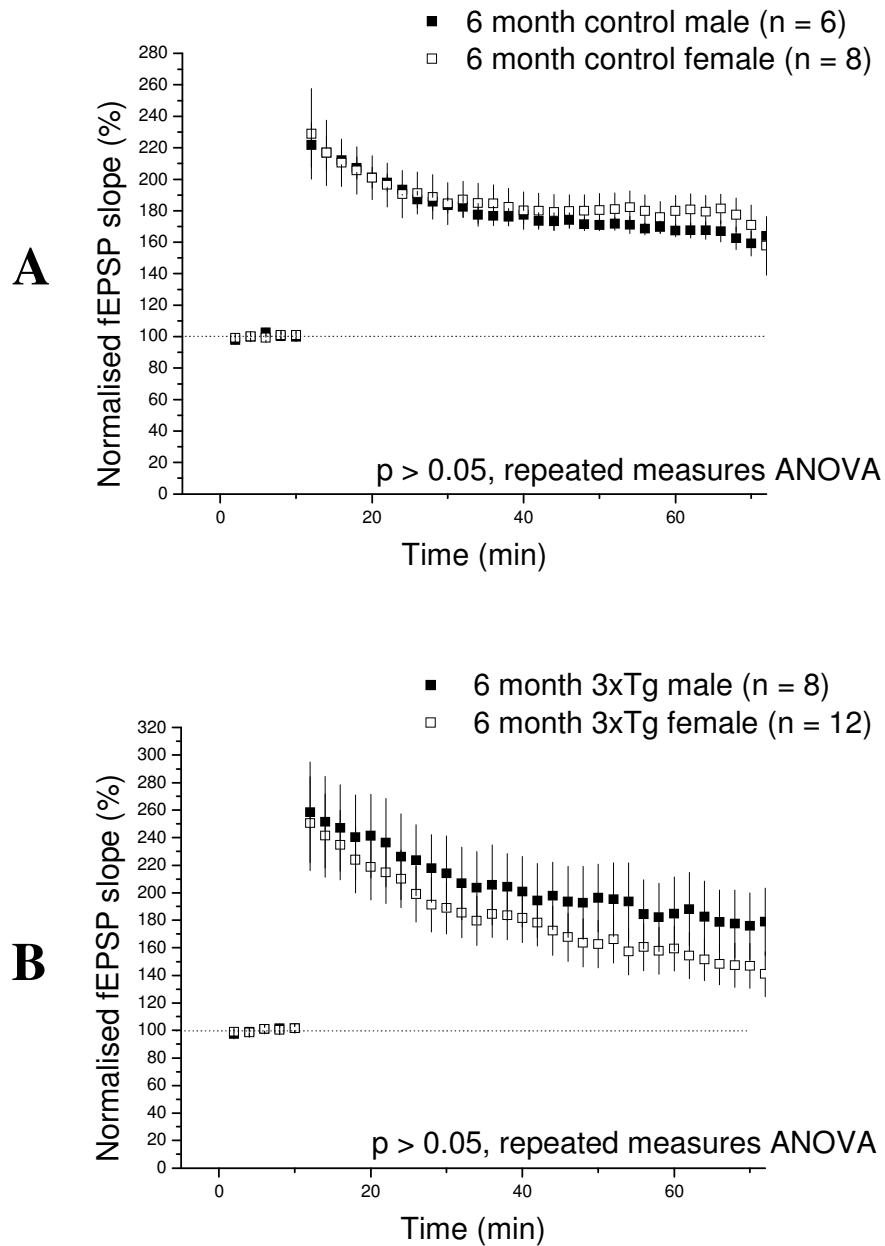 6 month control male (n = 6)
6 month control female (n = 8)
A
Normalised fEPSP slope (%)
280
260
240
220
200
180
160
140
120
100
80
60
40
20
0
0 20 40 60
p > 0.05, repeated measures ANOVA
Time (min)
6 month 3xTg male (n = 8)
6 month 3xTg female (n = 12)
B
Normalised fEPSP slope (%)
320
300
280
260
240
220
200
180
160
140
120
100
80
60
40
20
0
0 20 40 60
p > 0.05, repeated measures ANOVA
Time (min)